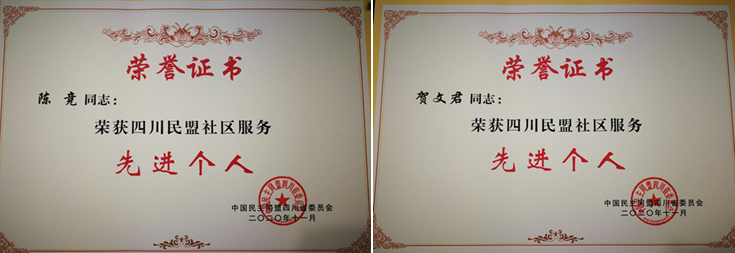 荣誉证书
陈 竞 同志：
荣获四川民盟社区服务
先进个人
中国民主同盟四川省委员会
二〇二〇年十一月
荣誉证书
贺文君 同志：
荣获四川民盟社区服务
先进个人
中国民主同盟四川省委员会
二〇二〇年十一月